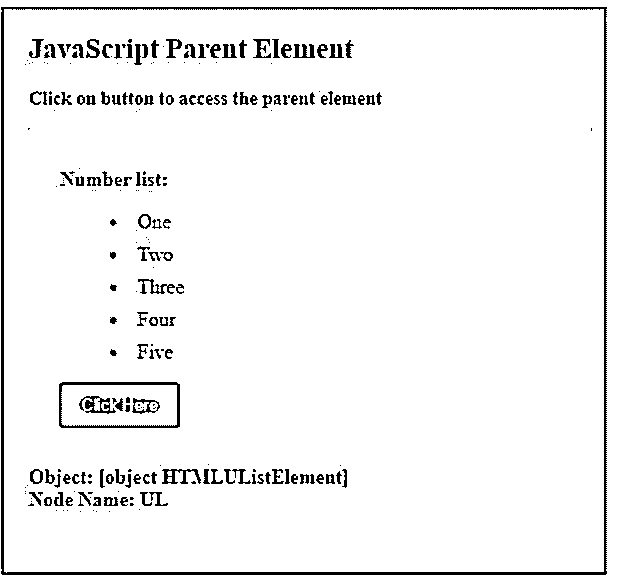 JavaScript Parent Element
Click on button to access the parent element
Number list:
• One
• Two
• Three
• Four
• Five
Click Here
Object: [object HTMLUListElement]
Node Name: UL